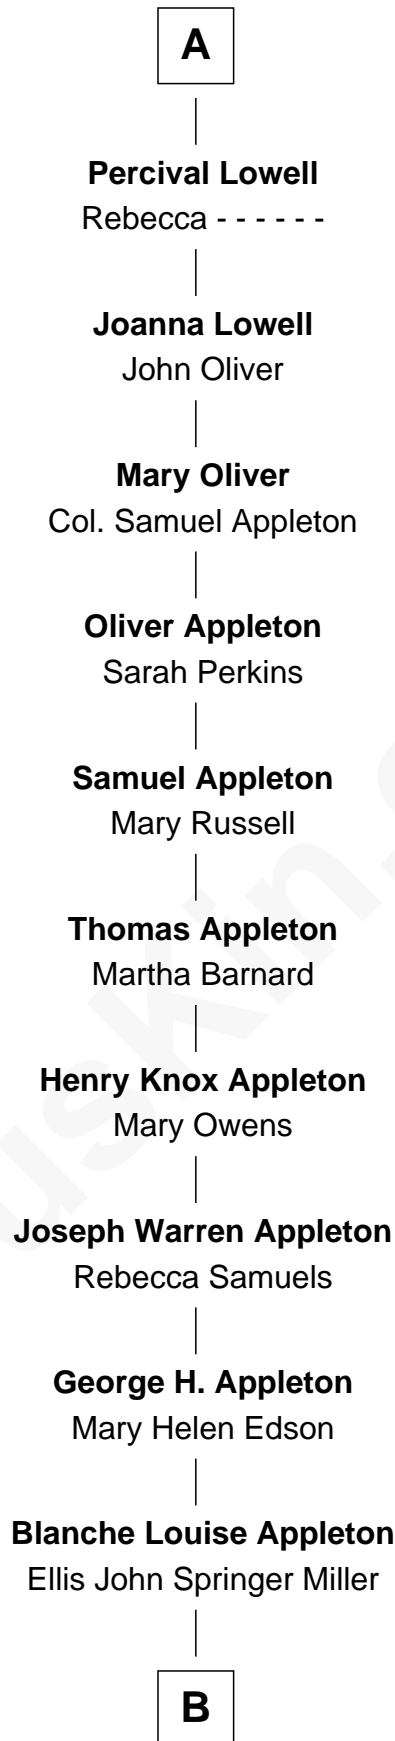 A
Percival Lowell
Rebecca - - - - - -
Joanna Lowell
John Oliver
Mary Oliver
Col. Samuel Appleton
Oliver Appleton
Sarah Perkins
Samuel Appleton
Mary Russell
Thomas Appleton
Martha Barnard
Henry Knox Appleton
Mary Owens
Joseph Warren Appleton
Rebecca Samuels
George H. Appleton
Mary Helen Edson
Blanche Louise Appleton
Ellis John Springer Miller
B